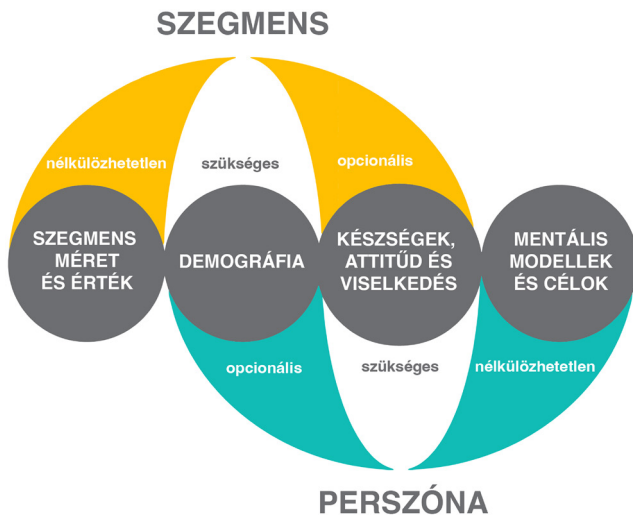 SZEGMENS
nélkülözhetetlen
szükséges
opcionális
SZEGMENS
MÉRET
ÉS ÉRTÉK
DEMOGRÁFIA
KÉSZSÉGEK,
ATTITŰD ÉS
VISELKEDÉS
MENTÁLIS
MODELLEK
ÉS CÉLOK
opcionális
szükséges
nélkülözhetetlen
PERSZÓNA